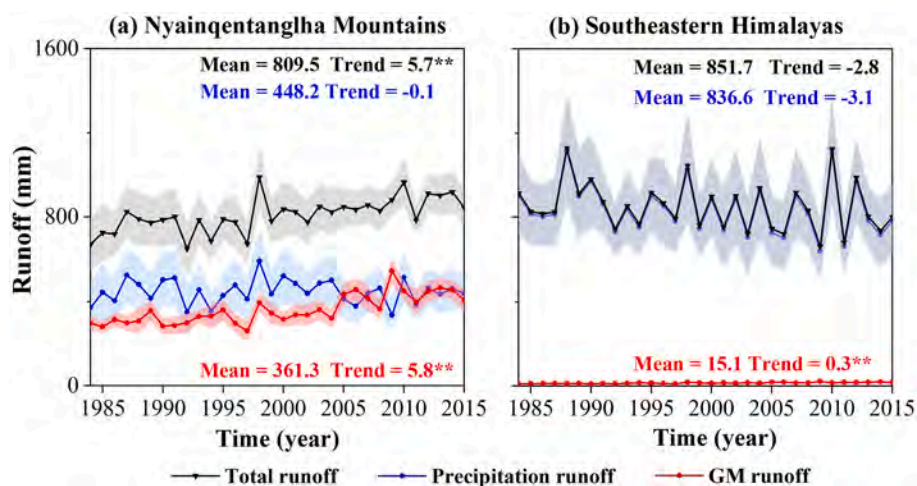 (a) Nyainqentanglha Mountains
(b) Southeastern Himalayas
1600
Mean = 809.5 Trend = 5.7**
Mean = 448.2 Trend = -0.1
Mean = 851.7 Trend = -2.8
Mean = 836.6 Trend = -3.1
Runoff (mm)
800
Mean = 361.3 Trend = 5.8**
Mean = 15.1 Trend = 0.3**
0
1985 1990 1995 2000 2005 2010 2015
1985 1990 1995 2000 2005 2010 2015
Time (year)
Time (year)
Total runoff Precipitation runoff GM runoff